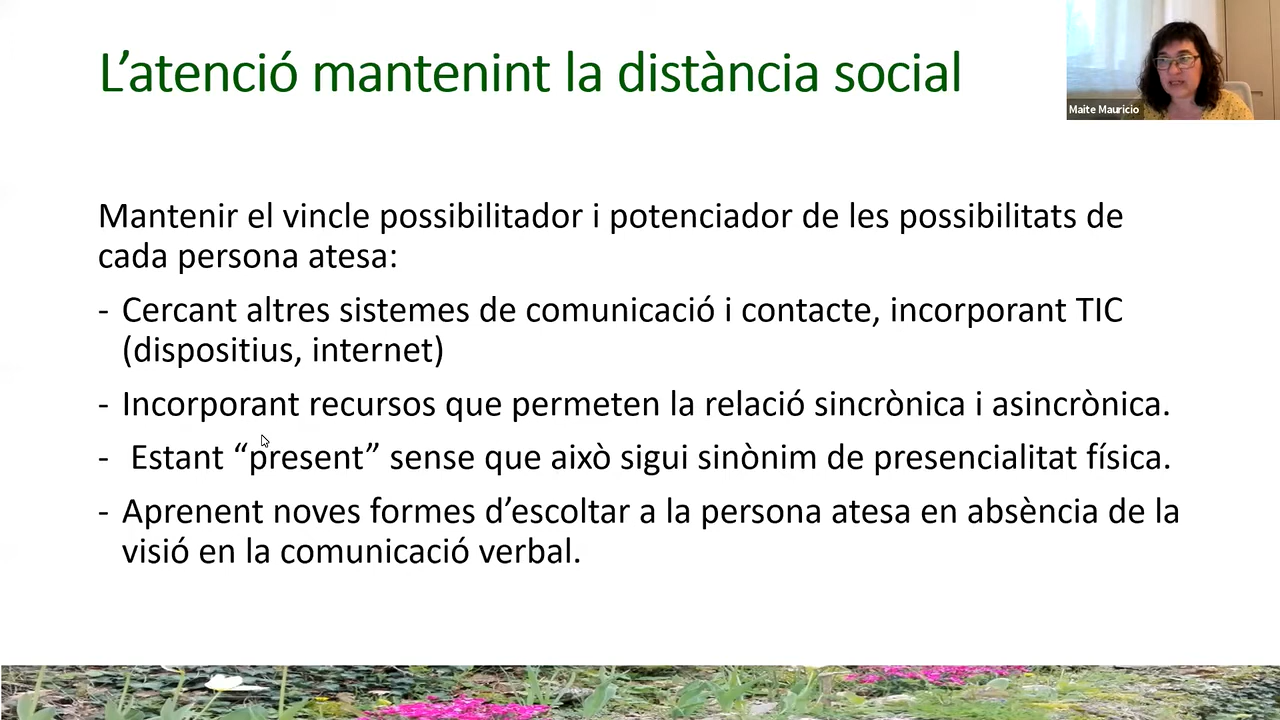 L’atenció mantenint la distància social
Maite Mauricio
Mantenir el vincle possibilitador i potenciador de les possibilitats de
cada persona atesa:
- Cercant altres sistemes de comunicació i contacte, incorporant TIC
(dispositius, internet)
- Incorporant recursos que permeten la relació sincrònica i asincrònica.
- Estant “present” sense que això sigui sinònim de presencialitat física.
- Aprenent noves formes d’escoltar a la persona atesa en absència de la
visió en la comunicació verbal.